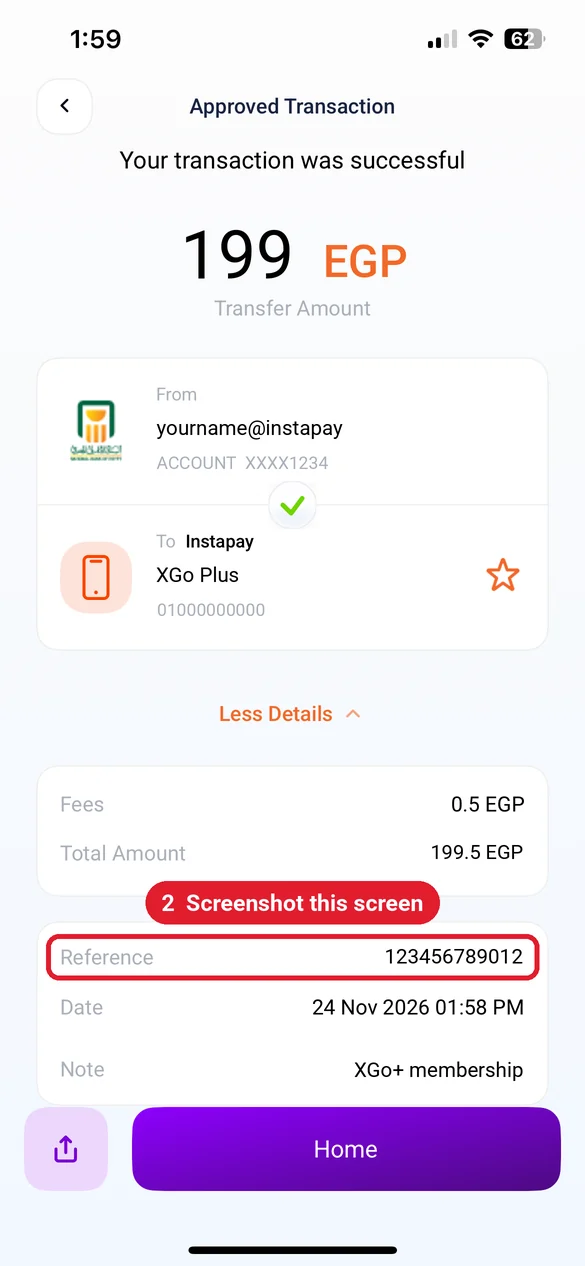 1:59
62
Approved Transaction
Your transaction was successful
199 EGP
Transfer Amount
From
yourname@instapay
ACCOUNT XXXX1234
To Instapay
XGo Plus
01000000000
Less Details
Fees 0.5 EGP
Total Amount 199.5 EGP
2 Screenshot this screen
Reference 123456789012
Date 24 Nov 2026 01:58 PM
Note XGo+ membership
Home